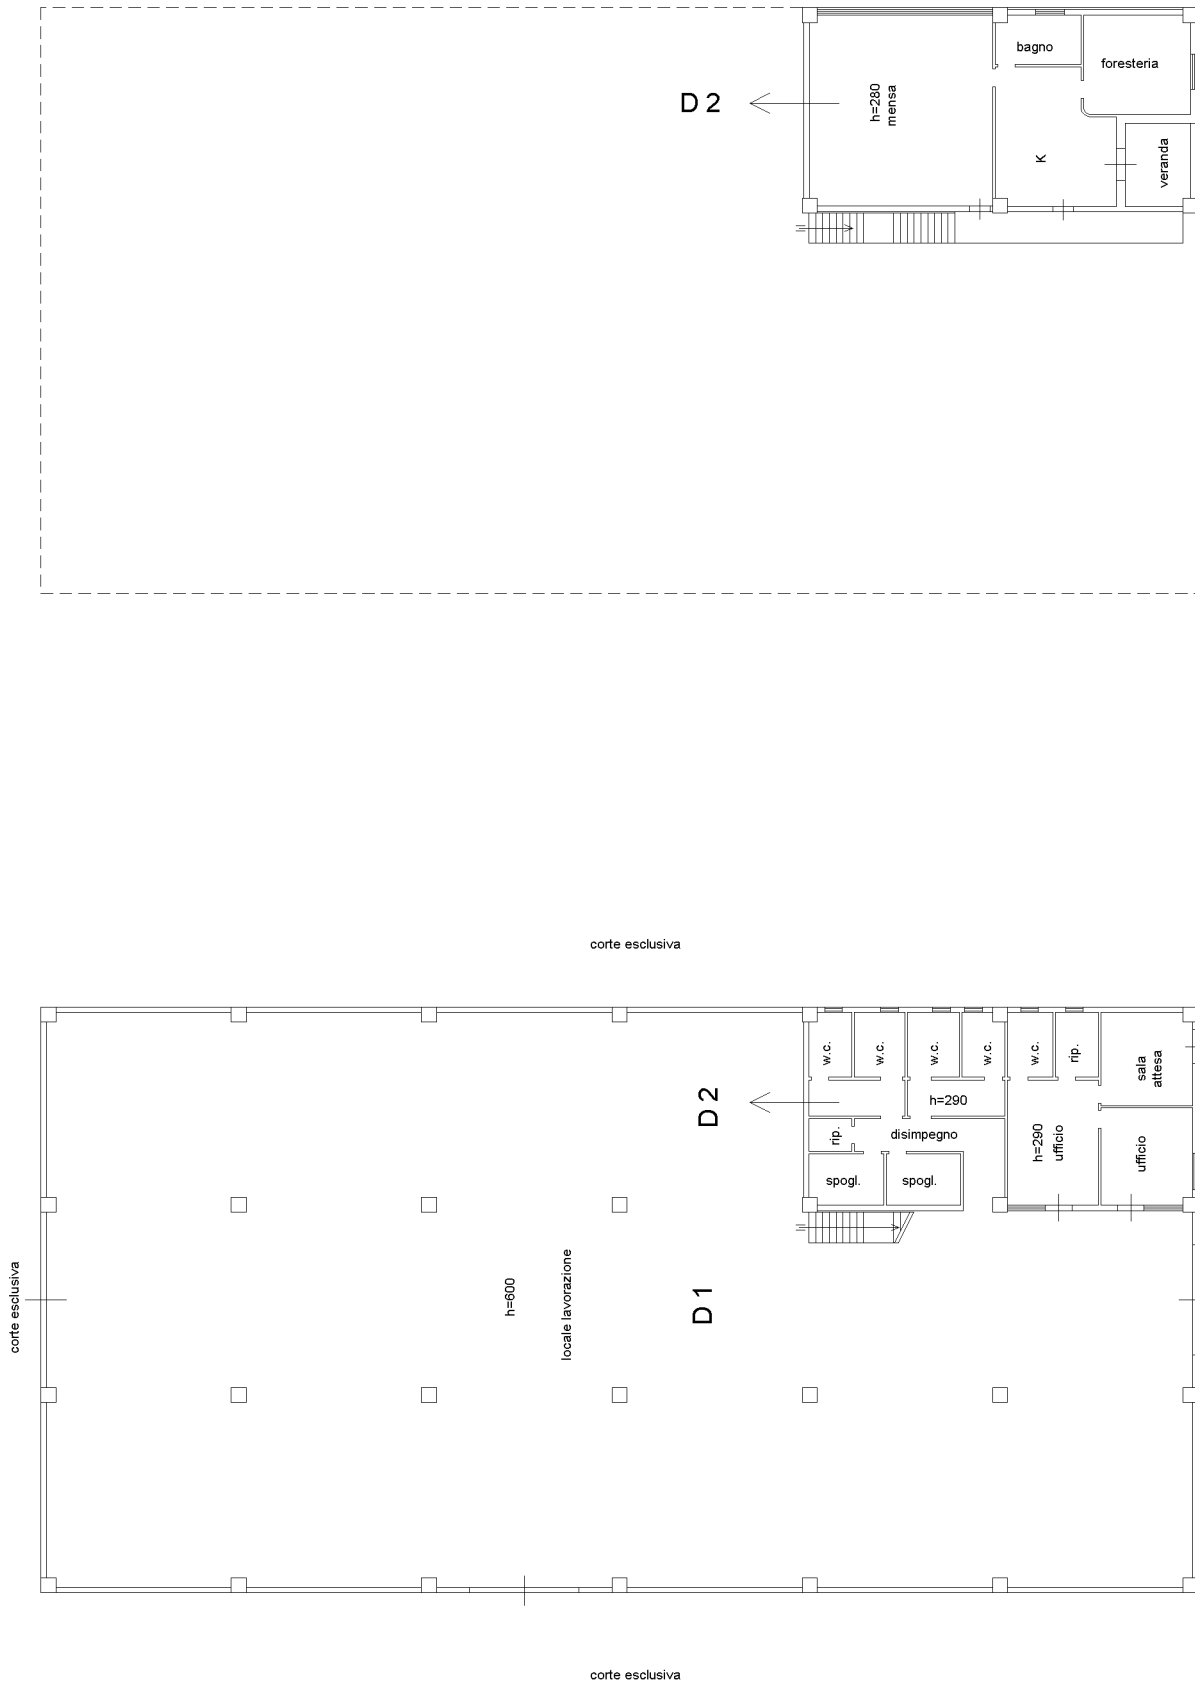 bagno
foresteria
D 2
h=280
mensa
K
veranda
corte esclusiva
w.c.
w.c.
w.c.
w.c.
w.c.
rip.
sala
attesa
D 2
h=290
rip.
disimpegno
h=290
ufficio
ufficio
spogl.
spogl.
corte esclusiva
h=600
locale lavorazione
D 1
corte esclusiva